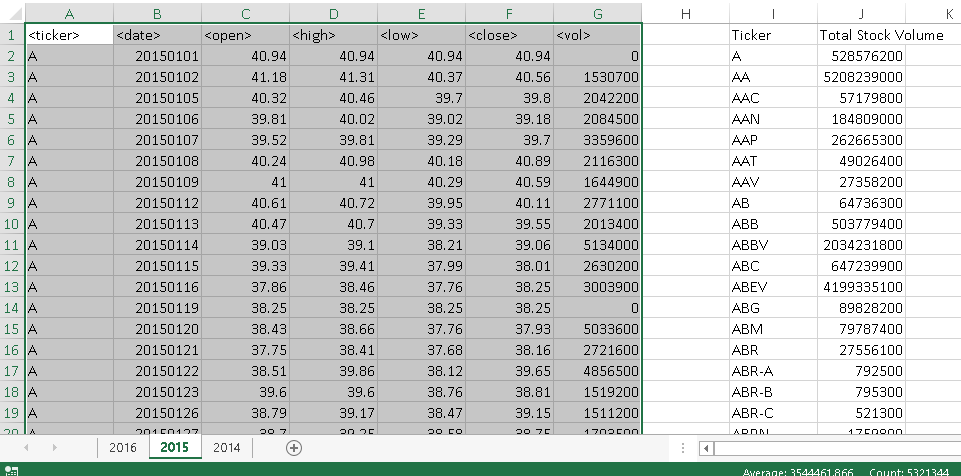 A B C D E F G H I J K
1 <ticker> <date> <open> <high> <low> <close> <vol> Ticker Total Stock Volume
2 A 20150101 40.94 40.94 40.94 40.94 0 A 528576200
3 A 20150102 41.18 41.31 40.37 40.56 1530700 AA 5208239000
4 A 20150105 40.32 40.46 39.7 39.8 2042200 AAC 57179800
5 A 20150106 39.81 40.02 39.02 39.18 2084500 AAN 184809000
6 A 20150107 39.52 39.81 39.29 39.7 3359600 AAP 262665300
7 A 20150108 40.24 40.98 40.18 40.89 2116300 AAT 49026400
8 A 20150109 41 41 40.29 40.59 1644900 AAV 27358200
9 A 20150112 40.61 40.72 39.95 40.11 2771100 AB 64736300
10 A 20150113 40.47 40.7 39.33 39.55 2013400 ABB 503779400
11 A 20150114 39.03 39.1 38.21 39.06 5134000 ABBV 2034231800
12 A 20150115 39.33 39.41 37.99 38.01 2630200 ABC 647239900
13 A 20150116 37.86 38.46 37.76 38.25 3003900 ABEV 4199335100
14 A 20150119 38.25 38.25 38.25 38.25 0 ABG 89828200
15 A 20150120 38.43 38.66 37.76 37.93 5033600 ABM 79787400
16 A 20150121 37.75 38.41 37.68 38.16 2721600 ABR 27556100
17 A 20150122 38.51 39.86 38.12 39.65 4856500 ABR-A 792500
18 A 20150123 39.6 39.6 38.76 38.81 1519200 ABR-B 795300
19 A 20150126 38.79 39.17 38.47 39.15 1511200 ABR-C 521300
20 A
2016 2015 2014
Average: 3544461.866 Count: 5321344